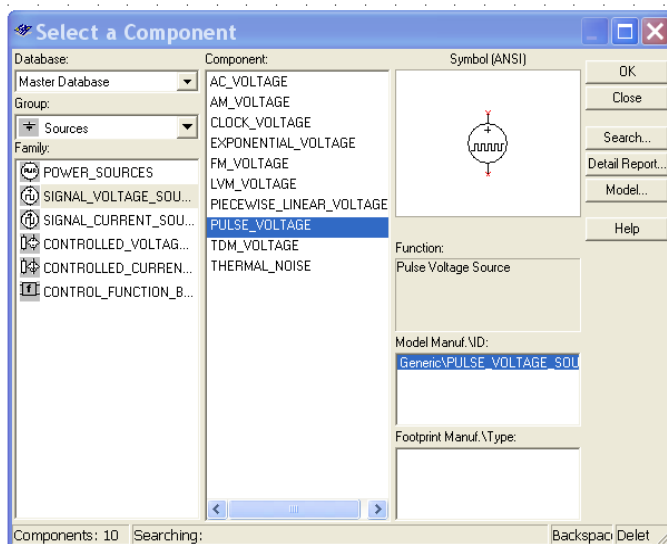 Select a Component
Database:
Master Database
Group:
Sources
Family:
POWER_SOURCES
SIGNAL_VOLTAGE_SOU...
SIGNAL_CURRENT_SOU...
CONTROLLED_VOLTAG...
CONTROLLED_CURREN...
CONTROL_FUNCTION_B...
Component:
AC_VOLTAGE
AM_VOLTAGE
CLOCK_VOLTAGE
EXPONENTIAL_VOLTAGE
FM_VOLTAGE
LVM_VOLTAGE
PIECEWISE_LINEAR_VOLTAGE
PULSE_VOLTAGE
TDM_VOLTAGE
THERMAL_NOISE
Symbol (ANSI)
Function:
Pulse Voltage Source
Model Manuf.\ID:
Generic\PULSE_VOLTAGE_SOU
Footprint Manuf.\Type:
OK
Close
Search...
Detail Report...
Model...
Help
Components: 10 Searching:
Backspac Delet